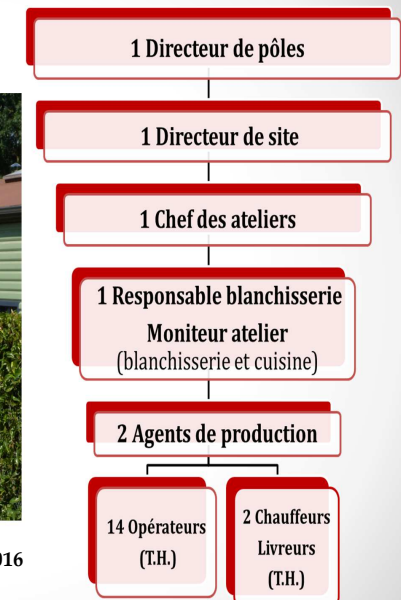 1 Directeur de pôles
1 Directeur de site
1 Chef des ateliers
1 Responsable blanchisserie
Moniteur atelier
(blanchisserie et cuisine)
2 Agents de production
14 Opérateurs
(T.H.)
2 Chauffeurs
Livreurs
(T.H.)